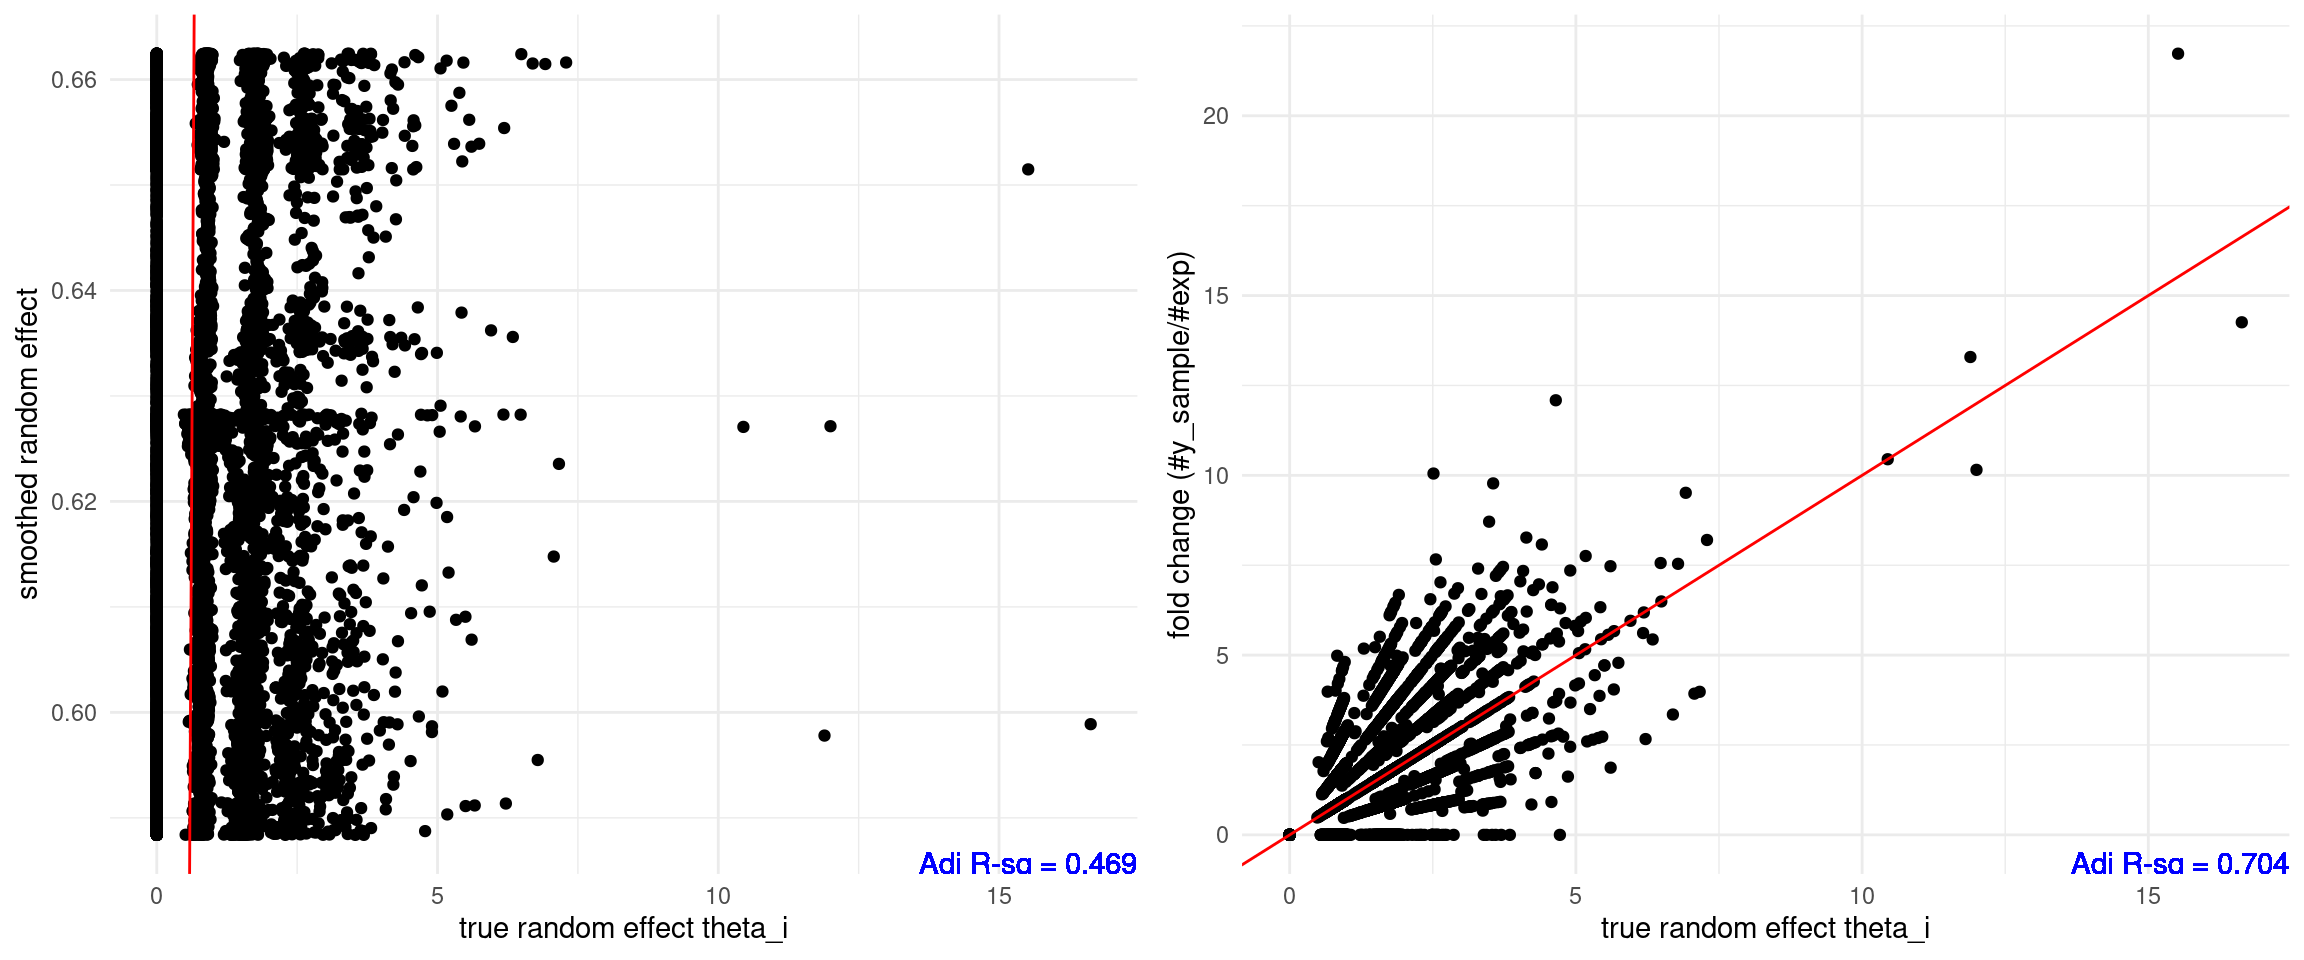 smoothed random effect
0.66
0.64
0.62
0.60
0 5 10 15
true random effect theta_i
Adj R-sq = 0.469
fold change (#y_sample/#exp)
20
15
10
5
0
0 5 10 15
true random effect theta_i
Adj R-sq = 0.704